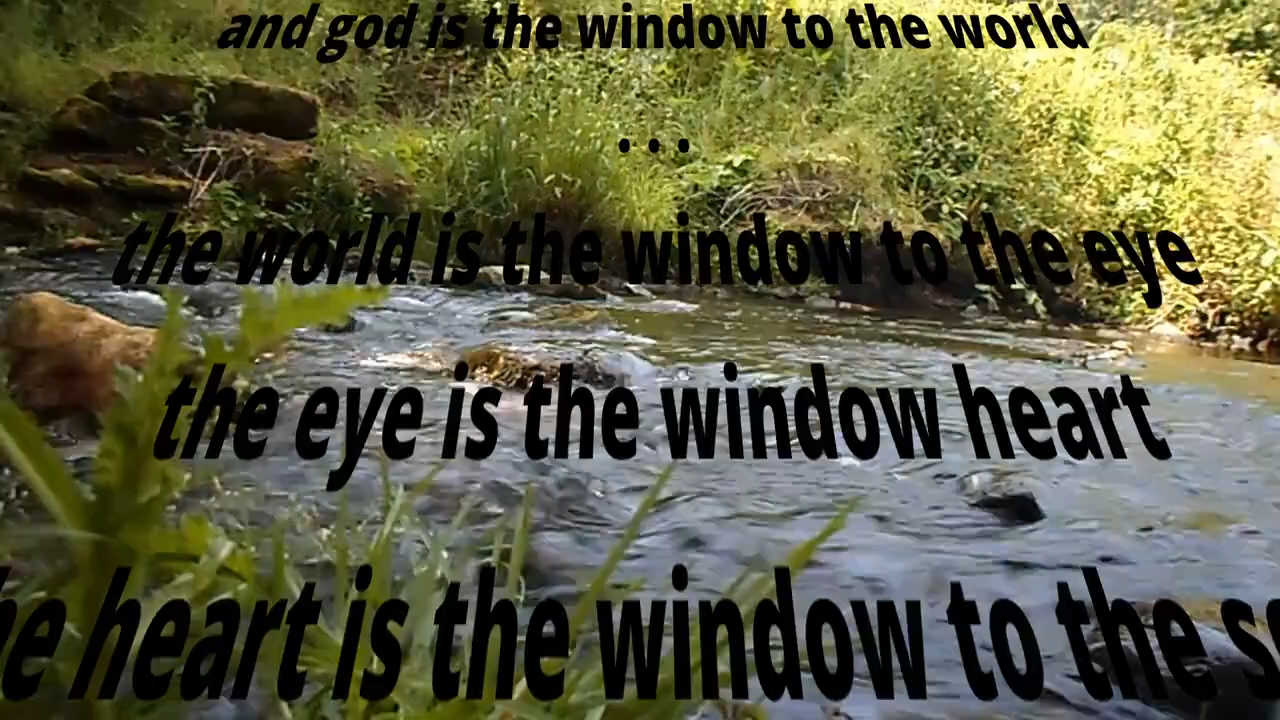 and god is the window to the world
...
the world is the window to the eye
the eye is the window heart
heart is the window to the